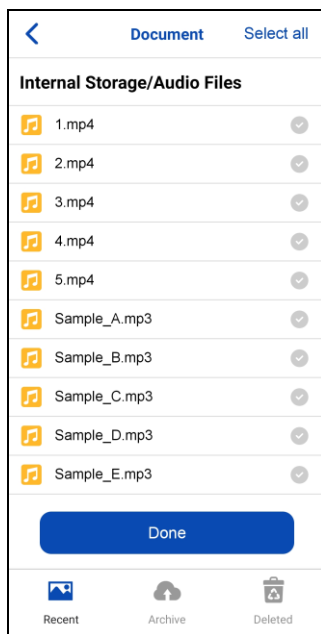 Document Select all
Internal Storage/Audio Files
1.mp4
2.mp4
3.mp4
4.mp4
5.mp4
Sample_A.mp3
Sample_B.mp3
Sample_C.mp3
Sample_D.mp3
Sample_E.mp3
Done
Recent Archive Deleted